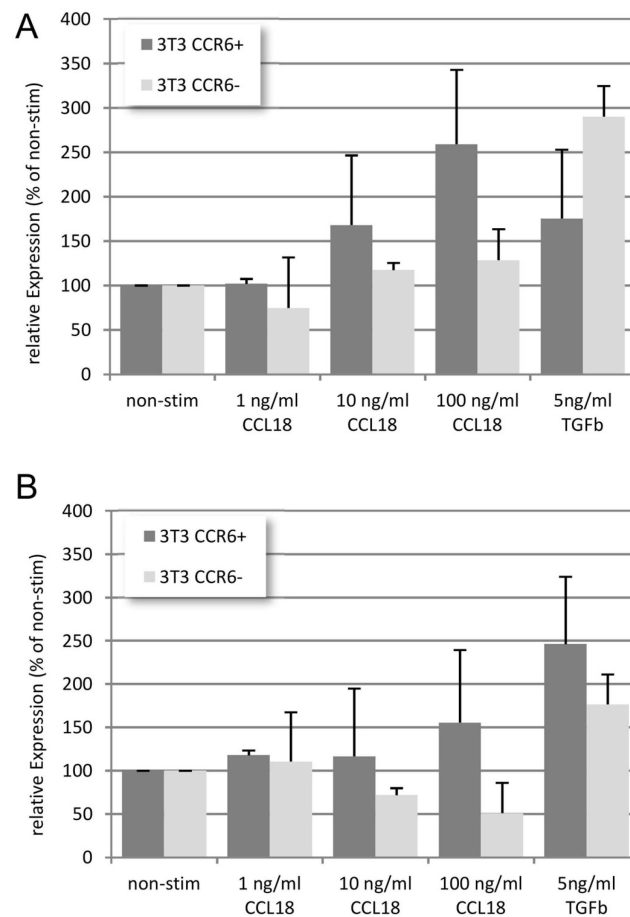 A
400
350
300
250
200
150
100
50
0
relative Expression (% of non-stim)
3T3 CCR6+
3T3 CCR6-
non-stim
1 ng/ml
CCL18
10 ng/ml
CCL18
100 ng/ml
CCL18
5ng/ml
TGFb
B
400
350
300
250
200
150
100
50
0
relative Expression (% of non-stim)
3T3 CCR6+
3T3 CCR6-
non-stim
1 ng/ml
CCL18
10 ng/ml
CCL18
100 ng/ml
CCL18
5ng/ml
TGFb